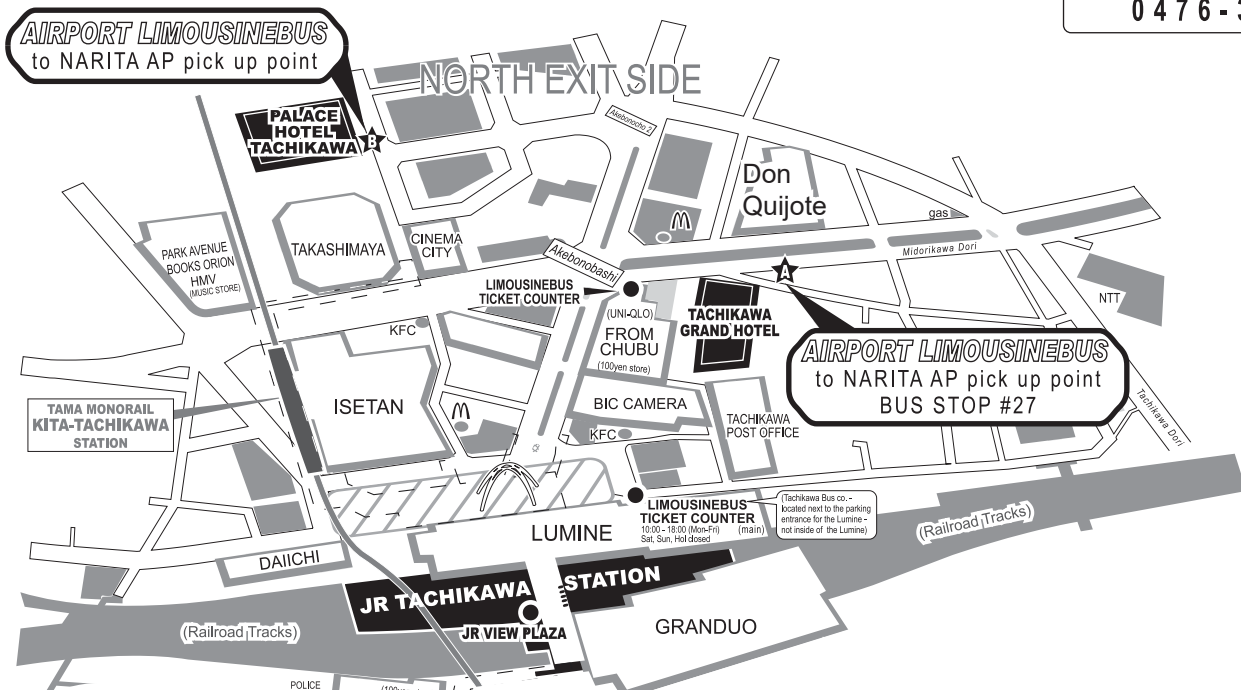 0476-3
AIRPORT LIMOUSINEBUS
to NARITA AP pick up point
NORTH EXIT SIDE
PALACE
HOTEL
TACHIKAWA
B
Akebonocho 2
Don
Quijote
gas
Midorikawa Dori
PARK AVENUE
BOOKS ORION
HMV
(MUSIC STORE)
TAKASHIMAYA
CINEMA
CITY
Akebonobashi
A
LIMOUSINEBUS
TICKET COUNTER
NTT
(UNI-QLO)
FROM
CHUBU
(100yen store)
TACHIKAWA
GRAND HOTEL
KFC
AIRPORT LIMOUSINEBUS
to NARITA AP pick up point
BUS STOP #27
TAMA MONORAIL
KITA-TACHIKAWA
STATION
ISETAN
BIC CAMERA
KFC
TACHIKAWA
POST OFFICE
Tachikawa Dori
LIMOUSINEBUS
TICKET COUNTER
10:00 - 18:00 (Mon-Fri) (main)
Sat, Sun, Hol closed
(Tachikawa Bus co. -
located next to the parking
entrance for the Lumine -
not inside of the Lumine)
LUMINE
(Railroad Tracks)
DAIICHI
JR TACHIKAWA STATION
(Railroad Tracks)
JR VIEW PLAZA
GRANDUO
POLICE